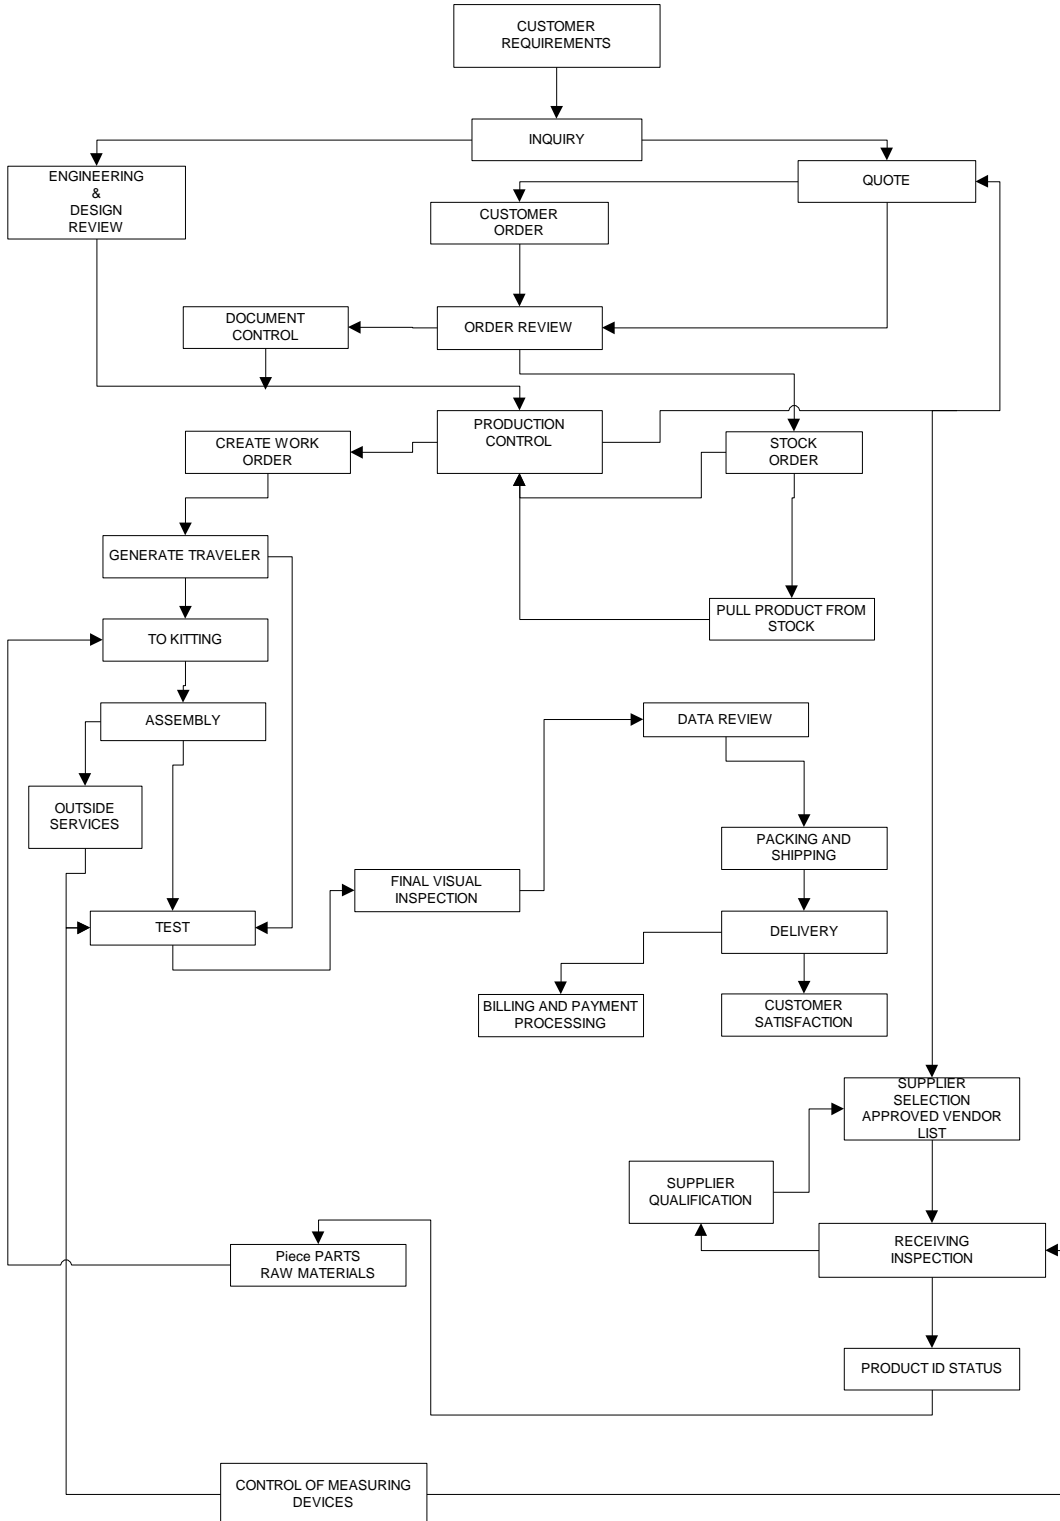 CUSTOMER
REQUIREMENTS
INQUIRY
ENGINEERING
&
DESIGN
REVIEW
QUOTE
CUSTOMER
ORDER
DOCUMENT
CONTROL
ORDER REVIEW
PRODUCTION
CONTROL
CREATE WORK
ORDER
STOCK
ORDER
GENERATE TRAVELER
PULL PRODUCT FROM
STOCK
TO KITTING
ASSEMBLY
DATA REVIEW
OUTSIDE
SERVICES
PACKING AND
SHIPPING
FINAL VISUAL
INSPECTION
TEST
DELIVERY
BILLING AND PAYMENT
PROCESSING
CUSTOMER
SATISFACTION
SUPPLIER
SELECTION
APPROVED VENDOR
LIST
SUPPLIER
QUALIFICATION
RECEIVING
INSPECTION
Piece PARTS
RAW MATERIALS
PRODUCT ID STATUS
CONTROL OF MEASURING
DEVICES